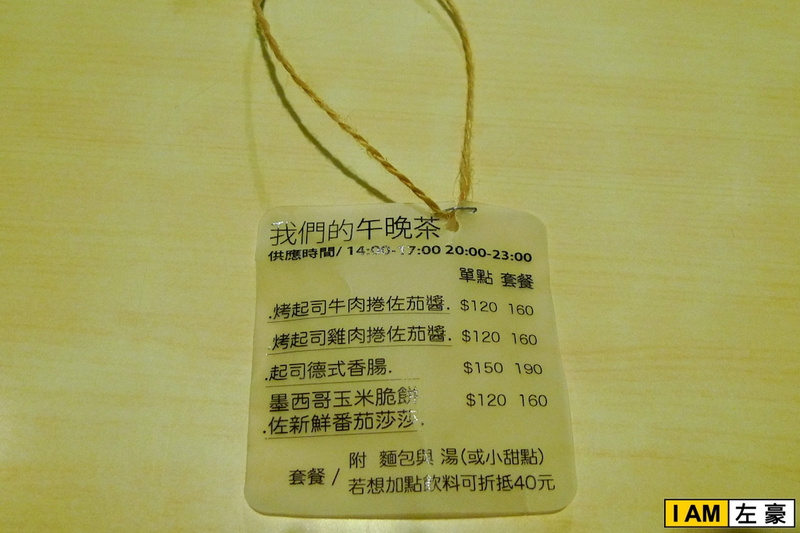 我們的午晚茶
供應時間/ 14:00-17:00 20:00-23:00
單點 套餐
.烤起司牛肉捲佐茄醬. $120 160
.烤起司雞肉捲佐茄醬. $120 160
.起司德式香腸. $150 190
墨西哥玉米脆餅 $120 160
.佐新鮮番茄莎莎.
附 麵包與 湯(或小甜點)
套餐 /
若想加點飲料可折抵40元
I AM 左豪